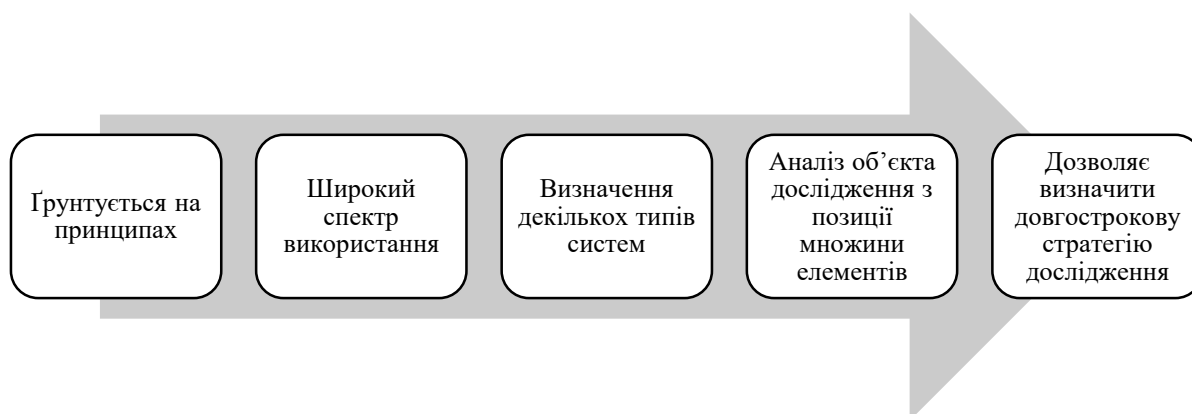 Ґрунтується на
принципах
Широкий
спектр
використання
Визначення
декількох типів
систем
Аналіз об’єкта
дослідження з
позиції
множини
елементів
Дозволяє
визначити
довгострокову
стратегію
дослідження